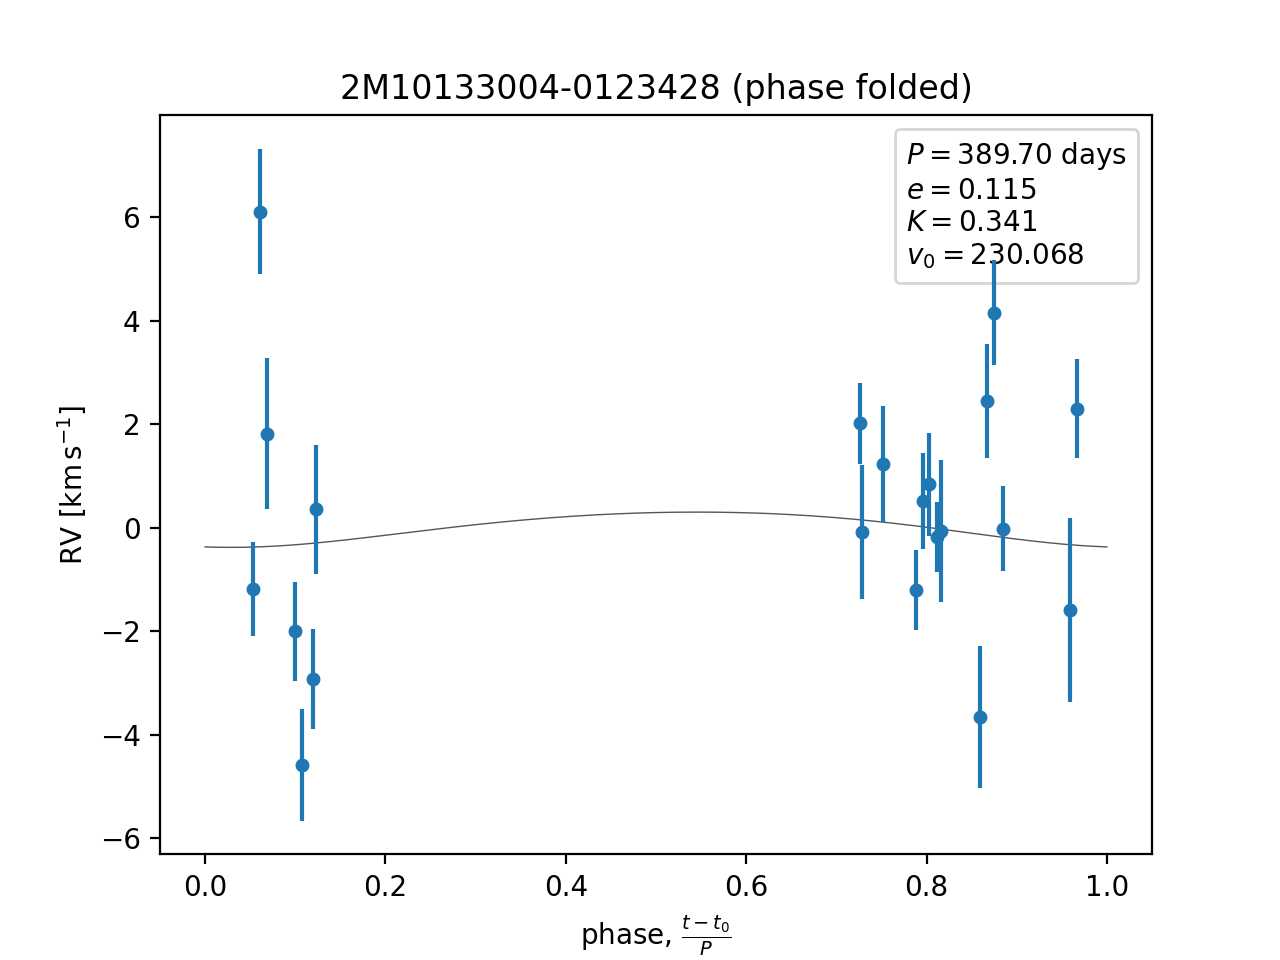 2M10133004-0123428 (phase folded)
P = 389.70 days
e = 0.115
K = 0.341
v₀ = 230.068
RV [km s⁻¹]
6
4
2
0
−2
−4
−6
0.0 0.2 0.4 0.6 0.8 1.0
phase, (t − t₀)/P